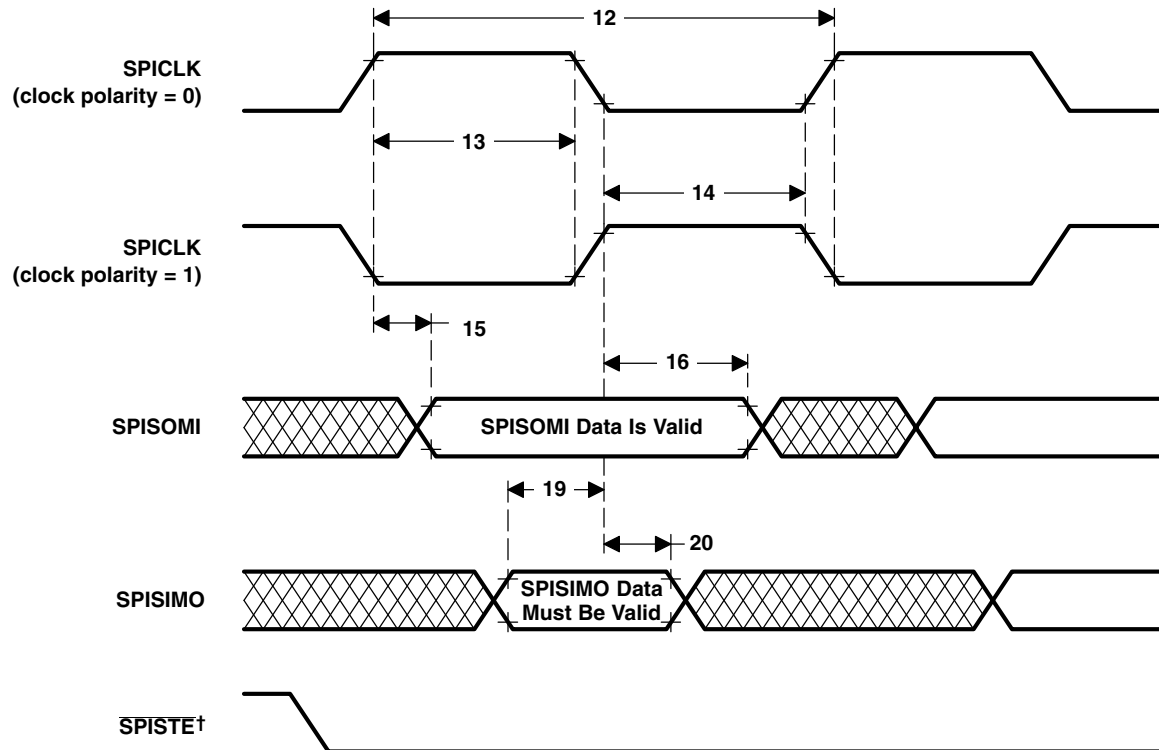 12
SPICLK
(clock polarity = 0)
13
14
SPICLK
(clock polarity = 1)
15
16
SPISOMI
SPISOMI Data Is Valid
19
20
SPISIMO
SPISIMO Data
Must Be Valid
SPISTE†